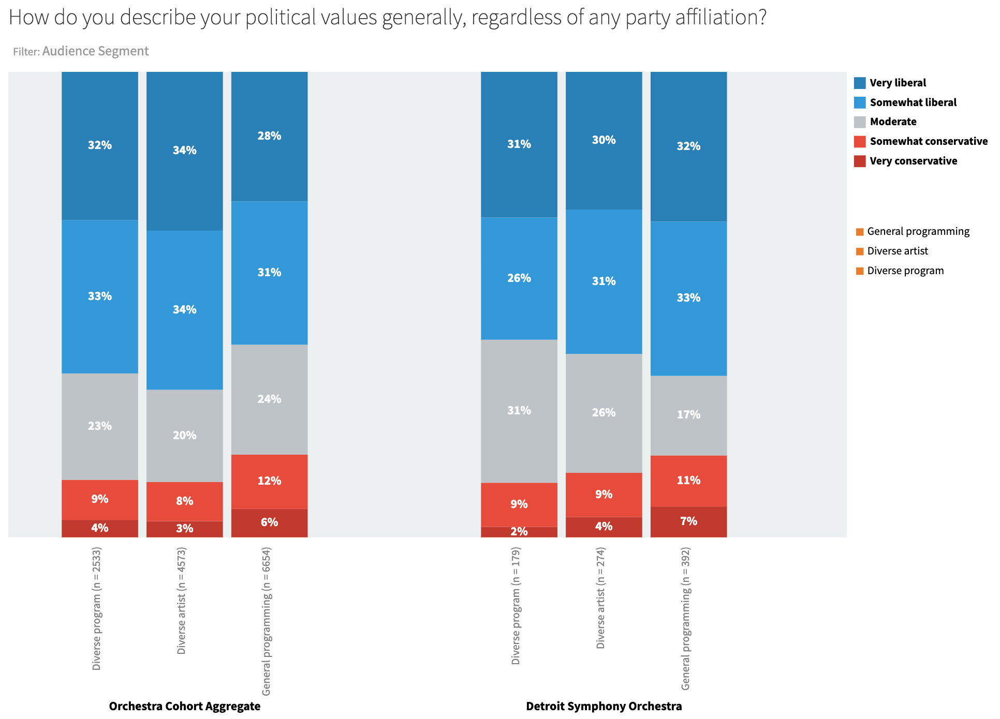 How do you describe your political values generally, regardless of any party affiliation?
Filter: Audience Segment
32%
33%
23%
9%
4%
34%
34%
20%
8%
3%
28%
31%
24%
12%
6%
31%
26%
31%
9%
2%
30%
31%
26%
9%
4%
32%
33%
17%
11%
7%
Very liberal
Somewhat liberal
Moderate
Somewhat conservative
Very conservative
General programming
Diverse artist
Diverse program
Diverse program (n = 2533)
Diverse artist (n = 4573)
General programming (n = 6654)
Diverse program (n = 179)
Diverse artist (n = 274)
General programming (n = 392)
Orchestra Cohort Aggregate
Detroit Symphony Orchestra